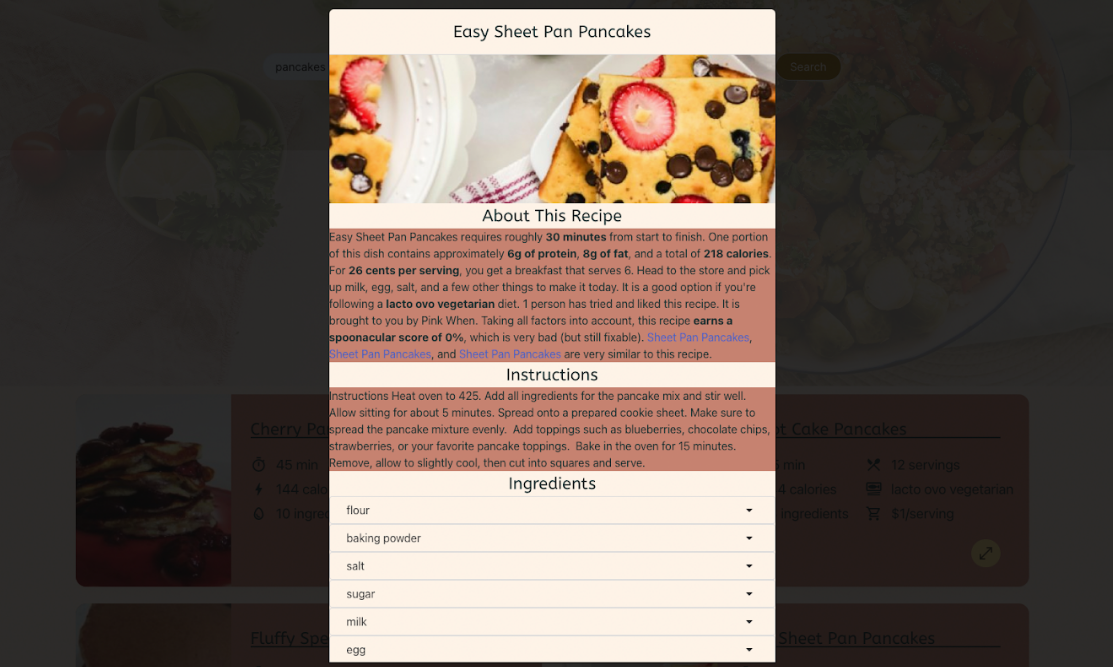 Easy Sheet Pan Pancakes
pancakes
Search
About This Recipe
Easy Sheet Pan Pancakes requires roughly 30 minutes from start to finish. One portion
of this dish contains approximately 6g of protein, 8g of fat, and a total of 218 calories.
For 26 cents per serving, you get a breakfast that serves 6. Head to the store and pick
up milk, egg, salt, and a few other things to make it today. It is a good option if you're
following a lacto ovo vegetarian diet. 1 person has tried and liked this recipe. It is
brought to you by Pink When. Taking all factors into account, this recipe earns a
spoonacular score of 0%, which is very bad (but still fixable). Sheet Pan Pancakes,
Sheet Pan Pancakes, and Sheet Pan Pancakes are very similar to this recipe.
Instructions
Instructions Heat oven to 425. Add all ingredients for the pancake mix and stir well.
Allow sitting for about 5 minutes. Spread onto a prepared cookie sheet. Make sure to
spread the pancake mixture evenly.  Add toppings such as blueberries, chocolate chips,
strawberries, or your favorite pancake toppings.  Bake in the oven for 15 minutes.
Remove, allow to slightly cool, then cut into squares and serve.
Ingredients
flour
baking powder
salt
sugar
milk
egg
Cherry Pa
45 min
144 calo
10 ingred
Cake Pancakes
min
12 servings
calories
lacto ovo vegetarian
ingredients
$1/serving
Fluffy Spe
Sheet Pan Pancakes